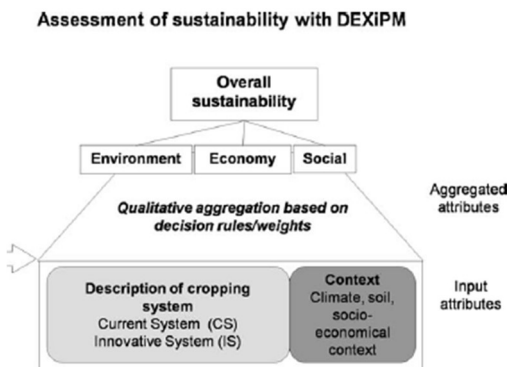 Assessment of sustainability with DEXiPM
Overall
sustainability
Environment
Economy
Social
Qualitative aggregation based on
decision rules/weights
Aggregated
attributes
Description of cropping
system
Current System (CS)
Innovative System (IS)
Context
Climate, soil,
socio-
economical
context
Input
attributes